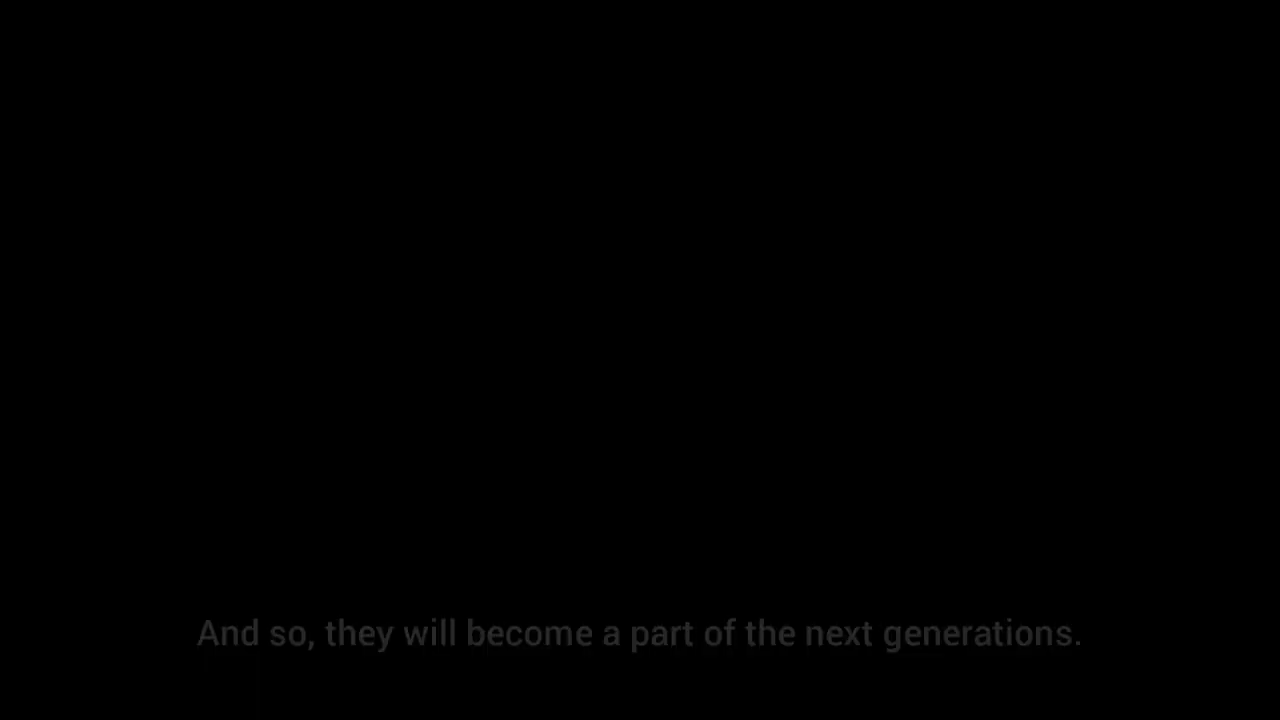 And so, they will become a part of the next generations.